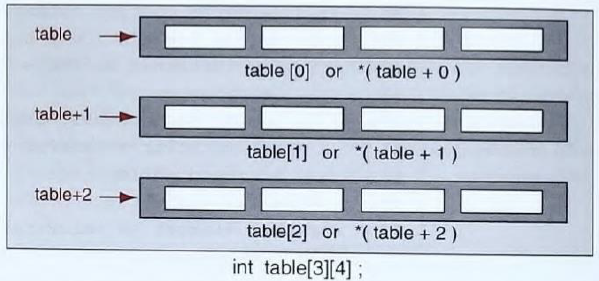 table
table [0] or *( table + 0 )
table+1
table[1] or *( table + 1 )
table+2
table[2] or *( table + 2 )
int table[3][4] ;